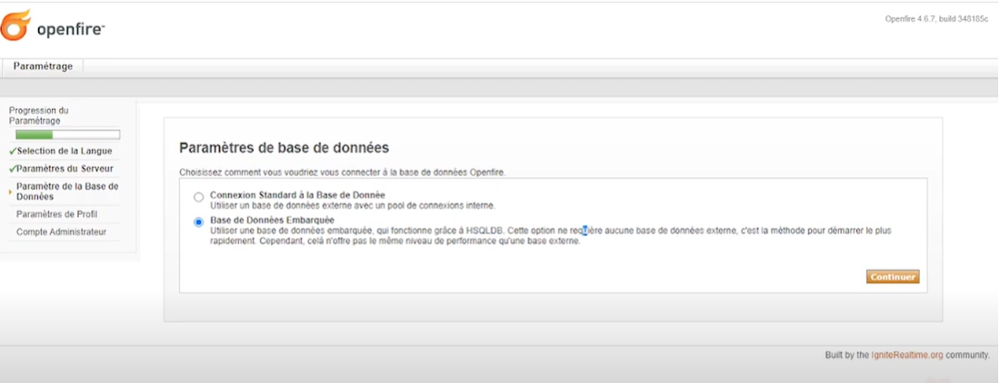 openfire™
Openfire 4.6.7, build 348185c
Paramétrage
Progression du
Paramétrage
Selection de la Langue
Paramètres du Serveur
Paramètre de la Base de
Données
Paramètres de Profil
Compte Administrateur
Paramètres de base de données
Choisissez comment vous voudriez vous connecter à la base de données Openfire.
Connexion Standard à la Base de Donnée
Utiliser un base de données externe avec un pool de connexions interne.
Base de Données Embarquée
Utiliser une base de données embarquée, qui fonctionne grâce à HSQLDB. Cette option ne requière aucune base de données externe, c'est la méthode pour démarrer le plus
rapidement. Cependant, celà n'offre pas le même niveau de performance qu'une base externe.
Continuer
Built by the IgniteRealtime.org community.